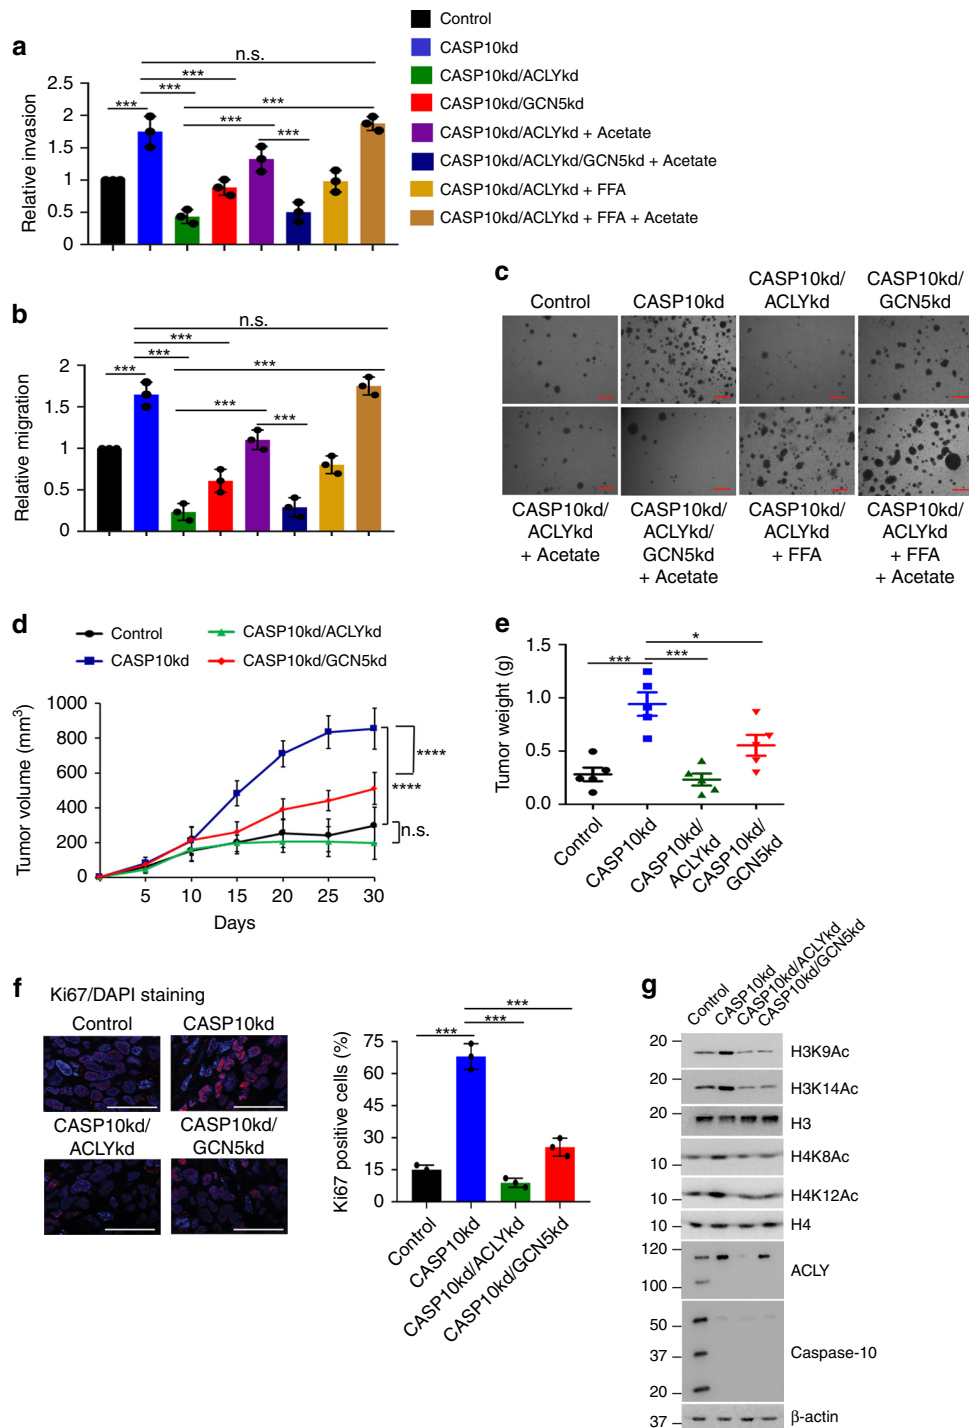 a
n.s.
***
***
***
***
***
***
Relative invasion
2
1.5
1
0.5
0
Control
CASP10kd
CASP10kd/ACLYkd
CASP10kd/GCN5kd
CASP10kd/ACLYkd + Acetate
CASP10kd/ACLYkd/GCN5kd + Acetate
CASP10kd/ACLYkd + FFA
CASP10kd/ACLYkd + FFA + Acetate
b
n.s.
***
***
***
***
***
***
Relative migration
2
1.5
1
0.5
0
c
Control
CASP10kd
CASP10kd/
ACLYkd
CASP10kd/
GCN5kd
CASP10kd/
ACLYkd
+ Acetate
CASP10kd/
ACLYkd/
GCN5kd
+ Acetate
CASP10kd/
ACLYkd
+ FFA
CASP10kd/
ACLYkd
+ FFA
+ Acetate
d
Control
CASP10kd/ACLYkd
CASP10kd
CASP10kd/GCN5kd
Tumor volume (mm³)
1000
800
600
400
200
0
5 10 15 20 25 30
Days
****
****
n.s.
e
Tumor weight (g)
1.5
1.0
0.5
0.0
*
***
***
Control
CASP10kd
CASP10kd/
ACLYkd
CASP10kd/
GCN5kd
f
Ki67/DAPI staining
Control
CASP10kd
CASP10kd/
ACLYkd
CASP10kd/
GCN5kd
Ki67 positive cells (%)
75
60
45
30
15
0
***
***
***
Control
CASP10kd
CASP10kd/ACLYkd
CASP10kd/GCN5kd
g
Control
CASP10kd
CASP10kd/ACLYkd
CASP10kd/GCN5kd
20
H3K9Ac
20
H3K14Ac
20
H3
10
H4K8Ac
10
H4K12Ac
10
H4
120
100
ACLY
50
37
20
Caspase-10
37
β-actin